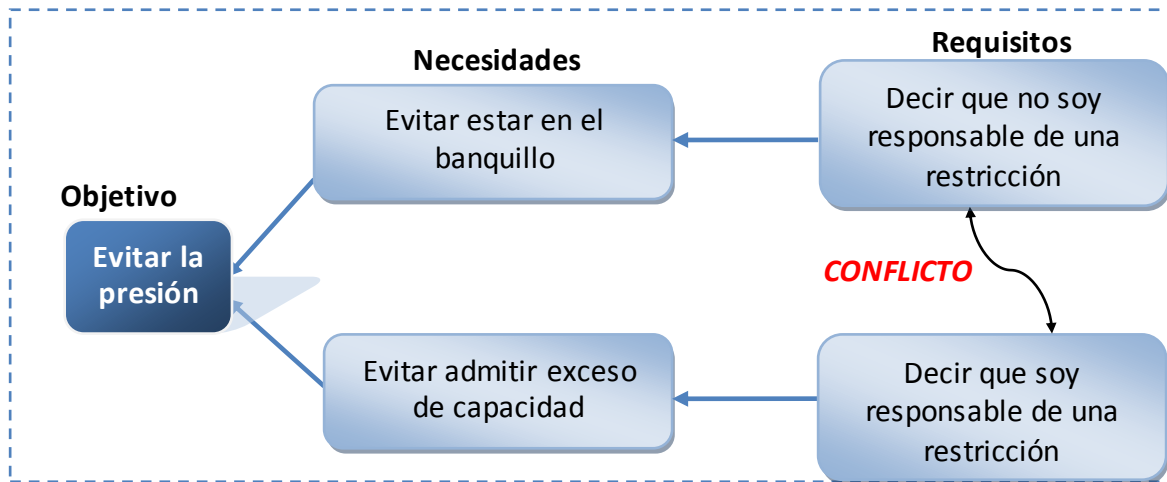 Necesidades
Requisitos
Evitar estar en el
banquillo
Decir que no soy
responsable de una
restricción
Objetivo
Evitar la
presión
CONFLICTO
Evitar admitir exceso
de capacidad
Decir que soy
responsable de una
restricción